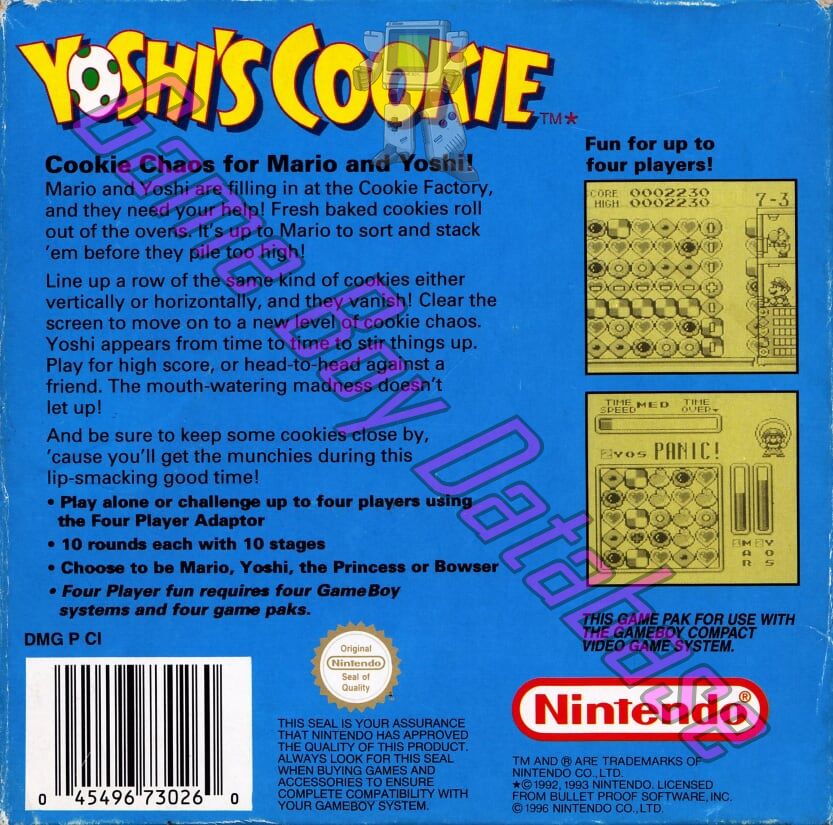 YOSHI'S COOKIE TM*
Cookie Chaos for Mario and Yoshi!
Mario and Yoshi are filling in at the Cookie Factory,
and they need your help! Fresh baked cookies roll
out of the ovens. It's up to Mario to sort and stack
'em before they pile too high!
Line up a row of the same kind of cookies either
vertically or horizontally, and they vanish! Clear the
screen to move on to a new level of cookie chaos.
Yoshi appears from time to time to stir things up.
Play for high score, or head-to-head against a
friend. The mouth-watering madness doesn't
let up!
And be sure to keep some cookies close by,
'cause you'll get the munchies during this
lip-smacking good time!
• Play alone or challenge up to four players using
the Four Player Adaptor
• 10 rounds each with 10 stages
• Choose to be Mario, Yoshi, the Princess or Bowser
• Four Player fun requires four GameBoy
systems and four game paks.
DMG P CI
0 45496 73026 0
Original
Nintendo
Seal of
Quality
THIS SEAL IS YOUR ASSURANCE
THAT NINTENDO HAS APPROVED
THE QUALITY OF THIS PRODUCT.
ALWAYS LOOK FOR THIS SEAL
WHEN BUYING GAMES AND
ACCESSORIES TO ENSURE
COMPLETE COMPATIBILITY WITH
YOUR GAMEBOY SYSTEM.
Fun for up to
four players!
CORE 0002230
HIGH 0002230
7-3
TIME MED TIME
SPEED OVER
YOS PANIC!
MAR
YOS
THIS GAME PAK FOR USE WITH
THE GAMEBOY COMPACT
VIDEO GAME SYSTEM.
Nintendo®
TM AND ® ARE TRADEMARKS OF
NINTENDO CO., LTD.
*© 1992, 1993 NINTENDO. LICENSED
FROM BULLET PROOF SOFTWARE, INC.
© 1996 NINTENDO CO., LTD
Game Boy Database